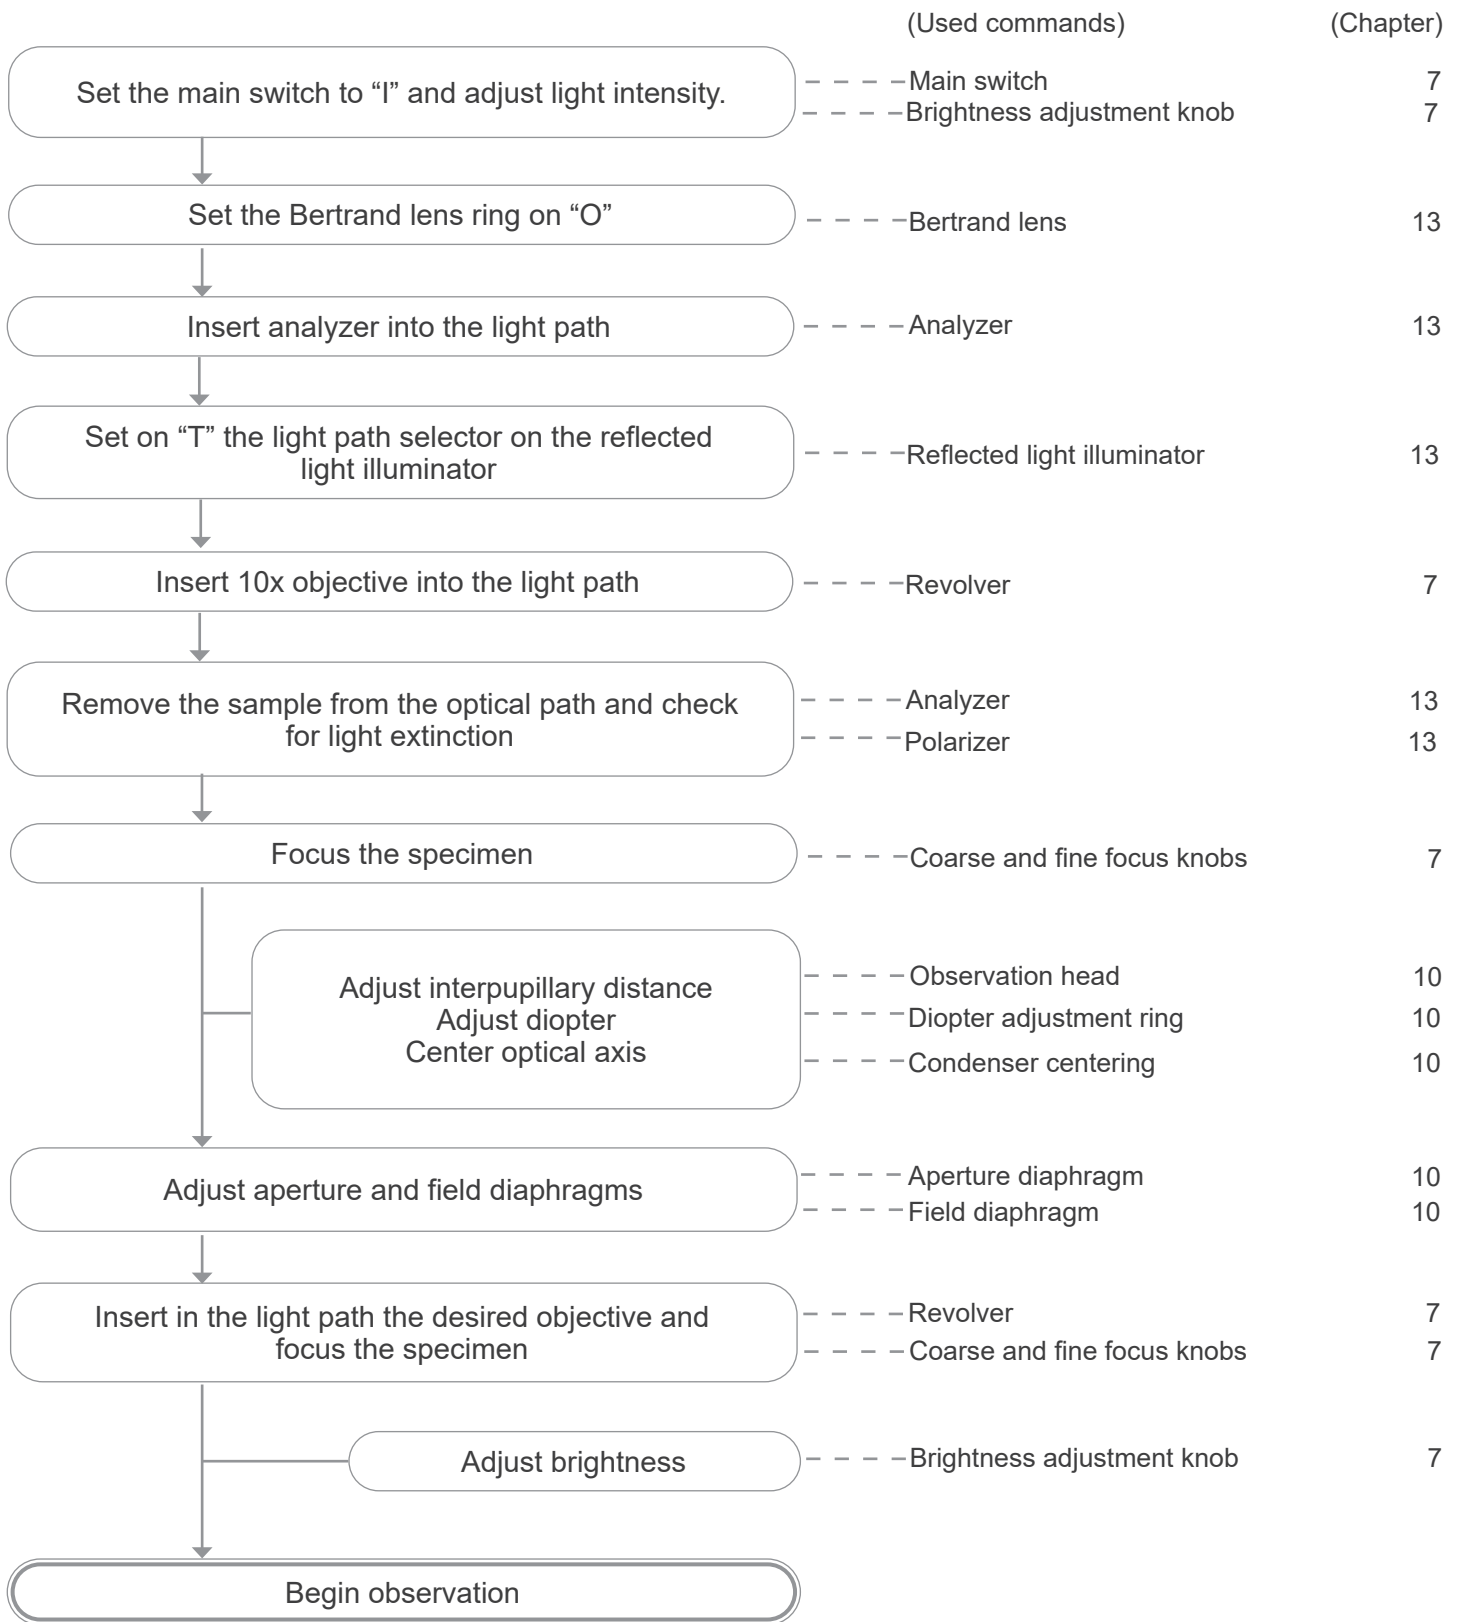 (Used commands) (Chapter)
Set the main switch to “I” and adjust light intensity.
Main switch 7
Brightness adjustment knob 7
Set the Bertrand lens ring on “O”
Bertrand lens 13
Insert analyzer into the light path
Analyzer 13
Set on “T” the light path selector on the reflected
light illuminator
Reflected light illuminator 13
Insert 10x objective into the light path
Revolver 7
Remove the sample from the optical path and check
for light extinction
Analyzer 13
Polarizer 13
Focus the specimen
Coarse and fine focus knobs 7
Adjust interpupillary distance
Adjust diopter
Center optical axis
Observation head 10
Diopter adjustment ring 10
Condenser centering 10
Adjust aperture and field diaphragms
Aperture diaphragm 10
Field diaphragm 10
Insert in the light path the desired objective and
focus the specimen
Revolver 7
Coarse and fine focus knobs 7
Adjust brightness
Brightness adjustment knob 7
Begin observation